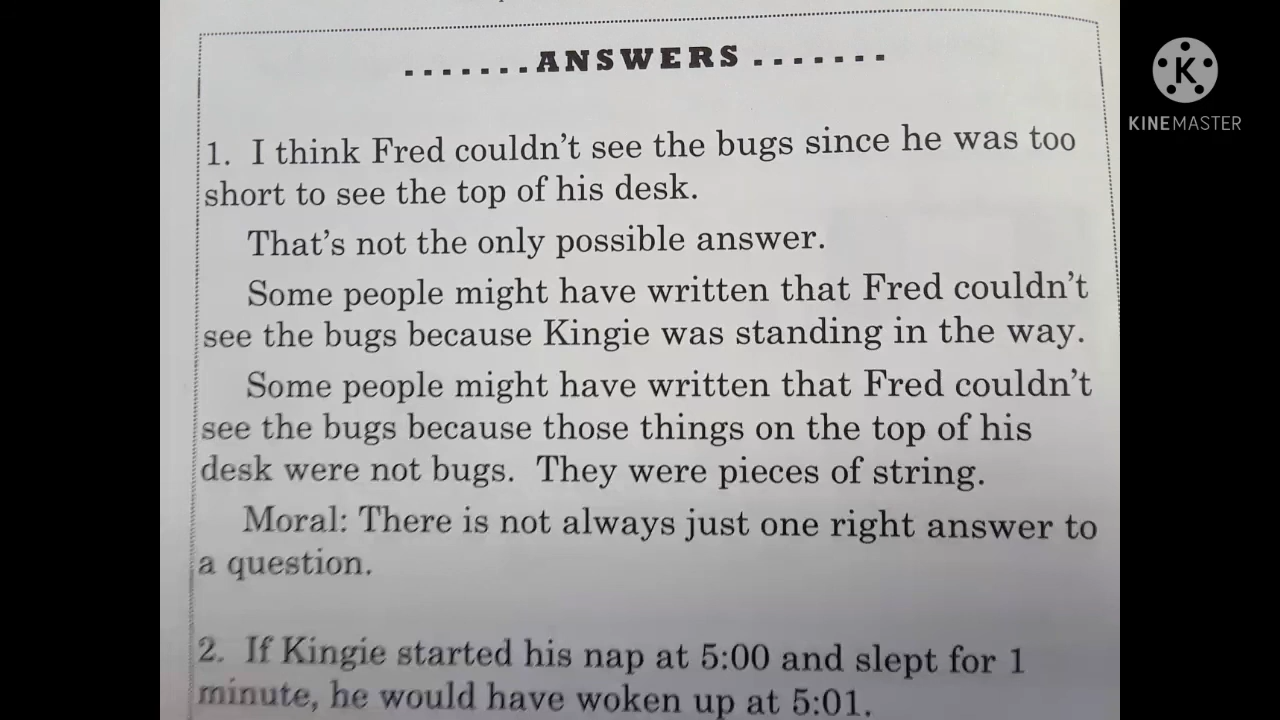 .......ANSWERS.......
1. I think Fred couldn't see the bugs since he was too
short to see the top of his desk.
That's not the only possible answer.
Some people might have written that Fred couldn't
see the bugs because Kingie was standing in the way.
Some people might have written that Fred couldn't
see the bugs because those things on the top of his
desk were not bugs. They were pieces of string.
Moral: There is not always just one right answer to
a question.
2. If Kingie started his nap at 5:00 and slept for 1
minute, he would have woken up at 5:01.
K
KINEMASTER